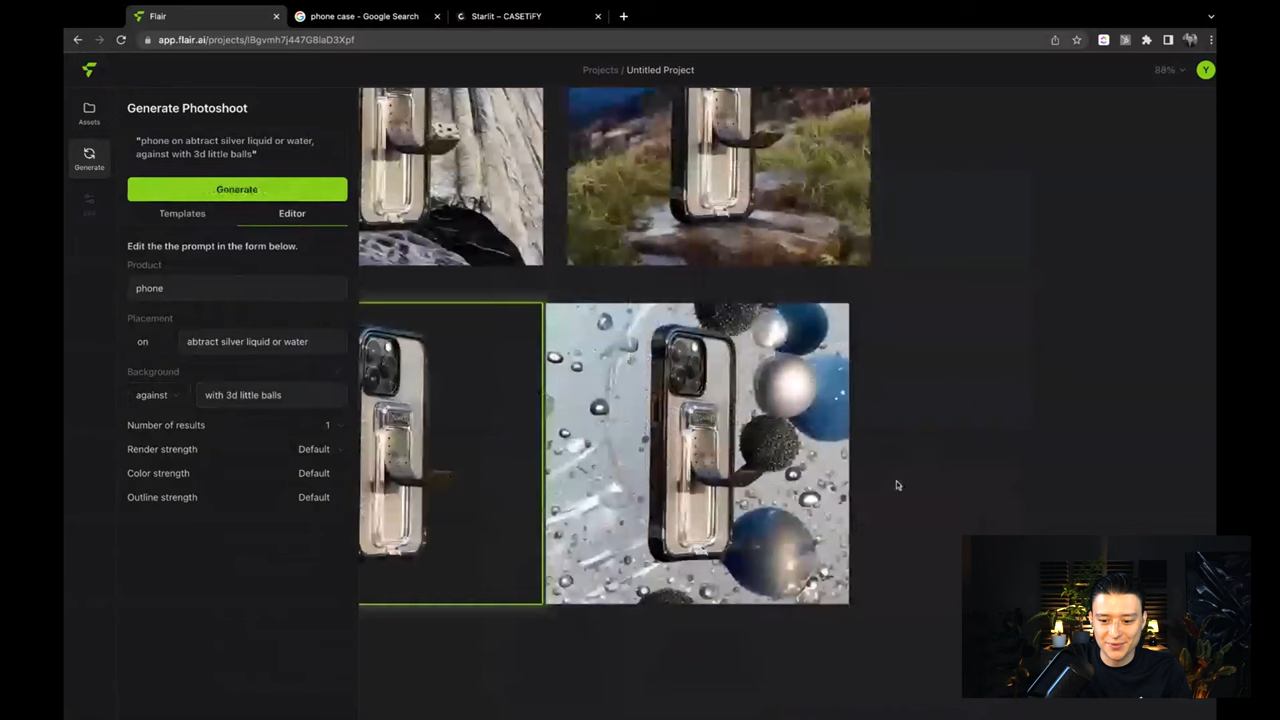 Flair
phone case - Google Search
Starlit – CASETiFY
app.flair.ai/projects/IBgvmh7j447G8laD3Xpf
Projects / Untitled Project
88%
Y
Assets
Generate
Generate Photoshoot
"phone on abtract silver liquid or water,
against with 3d little balls"
Generate
Templates
Editor
Edit the the prompt in the form below.
Product
phone
Placement
on
abtract silver liquid or water
Background
against
with 3d little balls
Number of results
1
Render strength
Default
Color strength
Default
Outline strength
Default